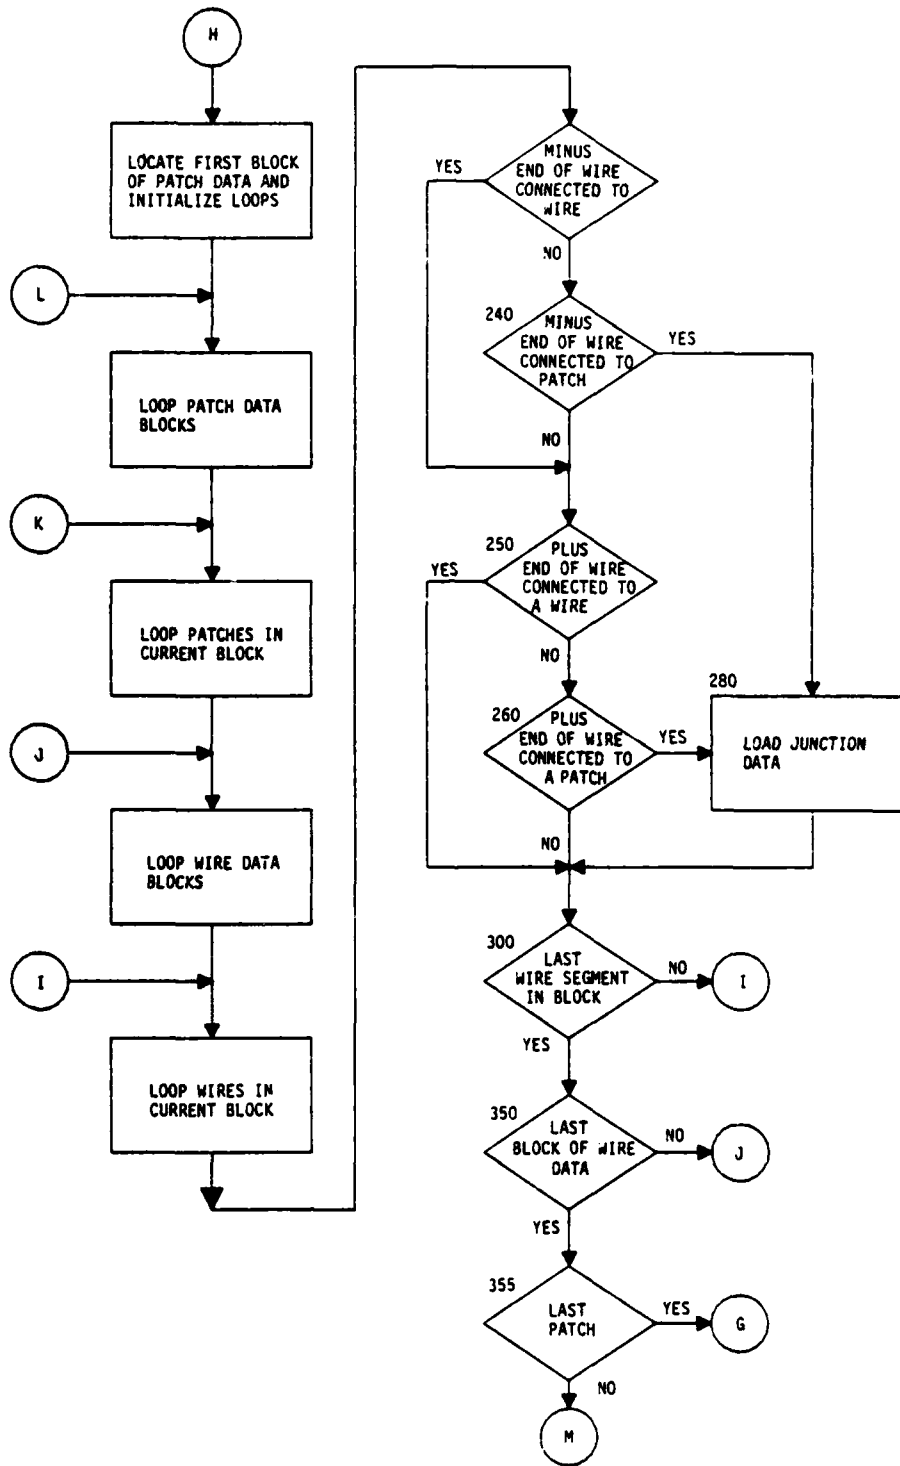 H
LOCATE FIRST BLOCK
OF PATCH DATA AND
INITIALIZE LOOPS
L
LOOP PATCH DATA
BLOCKS
K
LOOP PATCHES IN
CURRENT BLOCK
J
LOOP WIRE DATA
BLOCKS
I
LOOP WIRES IN
CURRENT BLOCK
MINUS
END OF WIRE
CONNECTED TO
WIRE
YES
NO
240
MINUS
END OF WIRE
CONNECTED TO
PATCH
YES
NO
250
PLUS
END OF WIRE
CONNECTED TO
A WIRE
YES
NO
260
PLUS
END OF WIRE
CONNECTED TO
A PATCH
YES
NO
280
LOAD JUNCTION
DATA
300
LAST
WIRE SEGMENT
IN BLOCK
NO
I
YES
350
LAST
BLOCK OF WIRE
DATA
NO
J
YES
355
LAST
PATCH
YES
G
NO
M